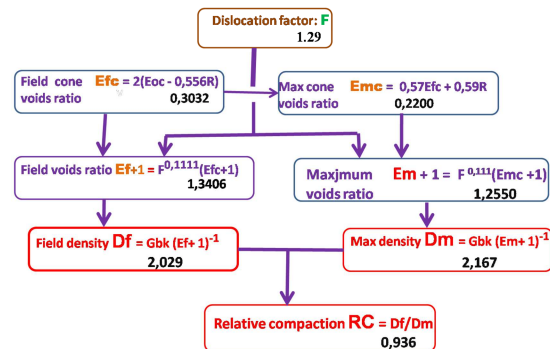 Dislocation factor: F
1.29
Field cone Efc = 2(Eoc - 0,556R)
voids ratio
0,3032
Max cone Emc = 0,57Efc + 0,59R
voids ratio
0,2200
Field voids ratio Ef+1 = F^0,1111(Efc+1)
1,3406
Maxjmum Em + 1 = F^0,111(Emc +1)
voids ratio
1,2550
Field density Df = Gbk (Ef+ 1)^-1
2,029
Max density Dm = Gbk (Em+ 1)^-1
2,167
Relative compaction RC = Df/Dm
0,936